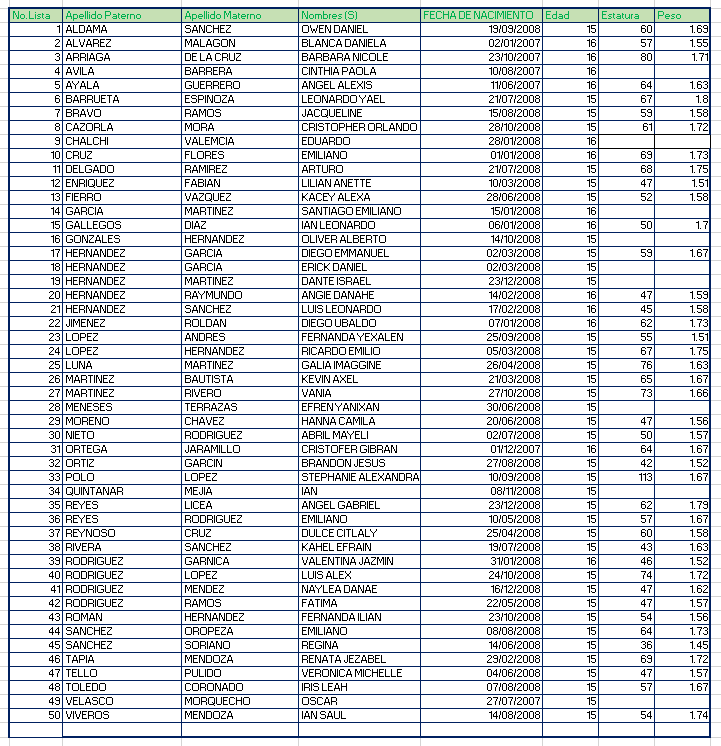 No.Lista Apellido Paterno Apellido Materno Nombres (S) FECHA DE NACIMIENTO Edad Estatura Peso
1 ALDAMA SANCHEZ OWEN DANIEL 19/09/2008 15 60 1.69
2 ALVAREZ MALAGON BLANCA DANIELA 02/01/2007 16 57 1.55
3 ARRIAGA DE LA CRUZ BARBARA NICOLE 23/10/2007 16 80 1.71
4 AVILA BARRERA CINTHIA PAOLA 10/08/2007 16
5 AYALA GUERRERO ANGEL ALEXIS 11/06/2007 16 64 1.63
6 BARRUETA ESPINOZA LEONARDO YAEL 21/07/2008 15 67 1.8
7 BRAVO RAMOS JACQUELINE 15/08/2008 15 59 1.58
8 CAZORLA MORA CRISTOPHER ORLANDO 28/10/2008 15 61 1.72
9 CHALCHI VALEMCIA EDUARDO 28/01/2008 16
10 CRUZ FLORES EMILIANO 01/01/2008 16 69 1.73
11 DELGADO RAMIREZ ARTURO 21/07/2008 15 68 1.75
12 ENRIQUEZ FABIAN LILIAN ANETTE 10/03/2008 16 47 1.51
13 FIERRO VAZQUEZ KACEY ALEXA 28/06/2008 15 52 1.58
14 GARCIA MARTINEZ SANTIAGO EMILIANO 15/01/2008 16
15 GALLEGOS DIAZ IAN LEONARDO 06/01/2008 16 50 1.7
16 GONZALES HERNANDEZ OLIVER ALBERTO 14/10/2008 15
17 HERNANDEZ GARCIA DIEGO EMMANUEL 02/03/2008 15 59 1.67
18 HERNANDEZ GARCIA ERICK DANIEL 02/03/2008 15
19 HERNANDEZ MARTINEZ DANTE ISRAEL 23/12/2008 15
20 HERNANDEZ RAYMUNDO ANGIE DANAHE 14/02/2008 16 47 1.59
21 HERNANDEZ SANCHEZ LUIS LEONARDO 17/02/2008 16 45 1.58
22 JIMENEZ ROLDAN DIEGO UBALDO 07/01/2008 16 62 1.73
23 LOPEZ ANDRES FERNANDA YEXALEN 25/09/2008 15 55 1.51
24 LOPEZ HERNANDEZ RICARDO EMILIO 05/03/2008 15 67 1.75
25 LUNA MARTINEZ GALIA IMAGGINE 26/04/2008 15 76 1.63
26 MARTINEZ BAUTISTA KEVIN AXEL 21/03/2008 15 65 1.67
27 MARTINEZ RIVERO VANIA 27/10/2008 15 73 1.66
28 MENESES TERRAZAS EFREN YANIXAN 30/06/2008 15
29 MORENO CHAVEZ HANNA CAMILA 20/06/2008 15 47 1.56
30 NIETO RODRIGUEZ ABRIL MAYELI 02/07/2008 15 50 1.57
31 ORTEGA JARAMILLO CRISTOFER GIBRAN 01/12/2007 16 64 1.67
32 ORTIZ GARCIN BRANDON JESUS 27/08/2008 15 42 1.52
33 POLO LOPEZ STEPHANIE ALEXANDRA 10/09/2008 15 113 1.67
34 QUINTANAR MEJIA IAN 08/11/2008 15
35 REYES LICEA ANGEL GABRIEL 23/12/2008 15 62 1.79
36 REYES RODRIGUEZ EMILIANO 10/05/2008 15 57 1.67
37 REYNOSO CRUZ DULCE CITLALY 25/04/2008 15 60 1.58
38 RIVERA SANCHEZ KAHEL EFRAIN 19/07/2008 15 43 1.63
39 RODRIGUEZ GARNICA VALENTINA JAZMIN 31/01/2008 16 46 1.52
40 RODRIGUEZ LOPEZ LUIS ALEX 24/10/2008 15 74 1.72
41 RODRIGUEZ MENDEZ NAYLEA DANAE 16/12/2008 15 47 1.62
42 RODRIGUEZ RAMOS FATIMA 22/05/2008 15 47 1.57
43 ROMAN HERNANDEZ FERNANDA ILIAN 23/10/2008 15 54 1.56
44 SANCHEZ OROPEZA EMILIANO 08/08/2008 15 64 1.73
45 SANCHEZ SORIANO REGINA 14/06/2008 15 36 1.45
46 TAPIA MENDOZA RENATA JEZABEL 29/02/2008 15 69 1.72
47 TELLO PULIDO VERONICA MICHELLE 04/06/2008 15 47 1.57
48 TOLEDO CORONADO IRIS LEAH 07/08/2008 15 57 1.67
49 VELASCO MORQUECHO OSCAR 27/07/2007 15
50 VIVEROS MENDOZA IAN SAUL 14/08/2008 15 54 1.74